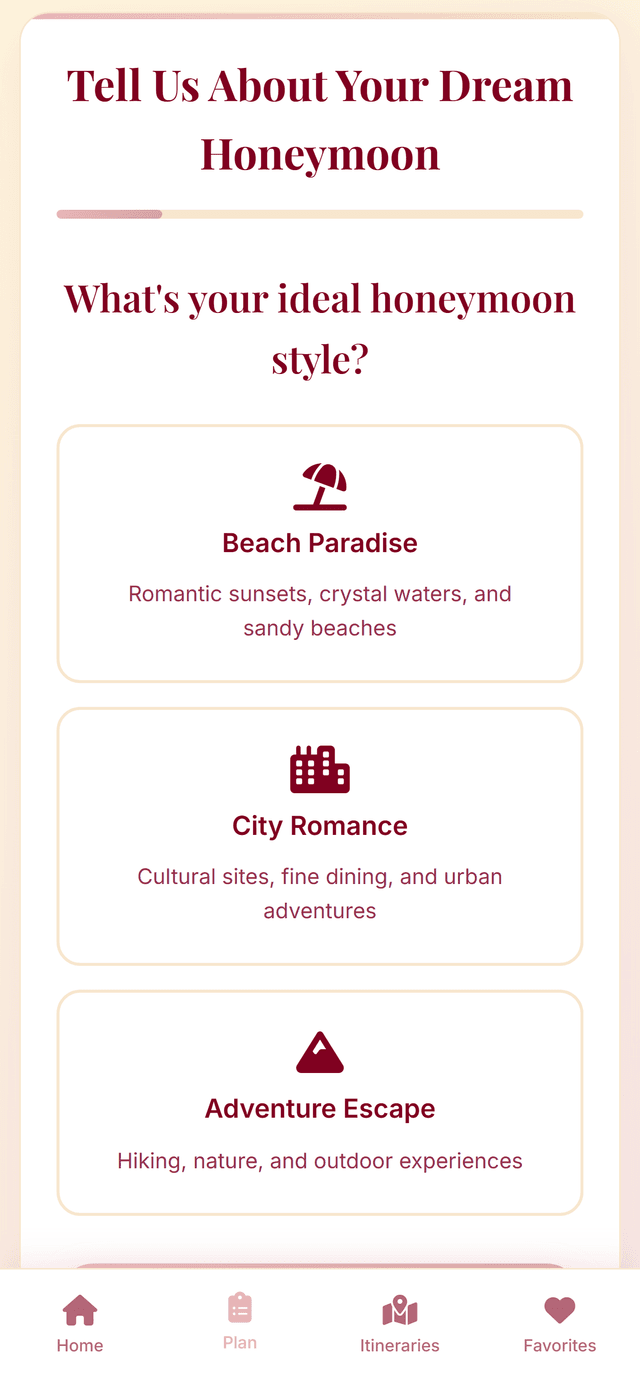 Tell Us About Your Dream
Honeymoon
What's your ideal honeymoon
style?
Beach Paradise
Romantic sunsets, crystal waters, and
sandy beaches
City Romance
Cultural sites, fine dining, and urban
adventures
Adventure Escape
Hiking, nature, and outdoor experiences
Home
Plan
Itineraries
Favorites